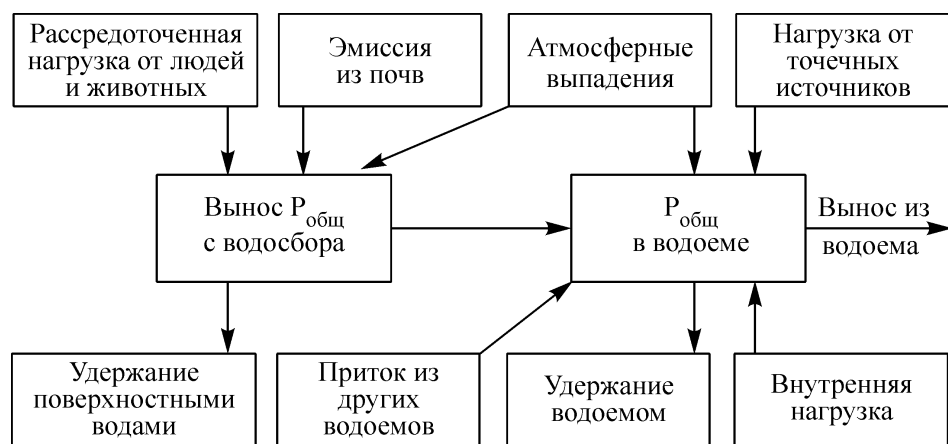 Рассредоточенная
нагрузка от людей
и животных
Эмиссия
из почв
Атмосферные
выпадения
Нагрузка от
точечных
источников
Вынос Pобщ
с водосбора
Pобщ
в водоеме
Вынос из
водоема
Удержание
поверхностными
водами
Приток из
других
водоемов
Удержание
водоемом
Внутренняя
нагрузка